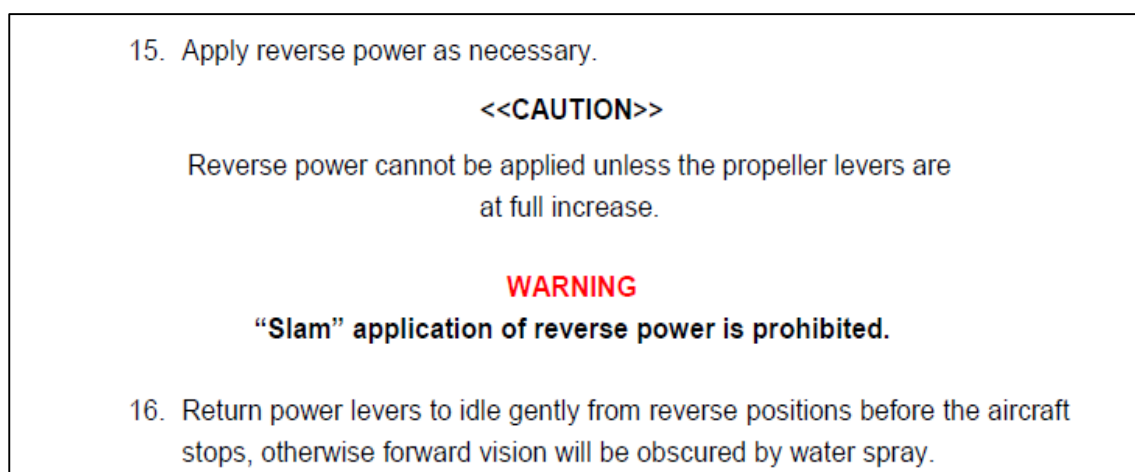 15. Apply reverse power as necessary.
<<CAUTION>>
Reverse power cannot be applied unless the propeller levers are
at full increase.
WARNING
“Slam” application of reverse power is prohibited.
16. Return power levers to idle gently from reverse positions before the aircraft
stops, otherwise forward vision will be obscured by water spray.